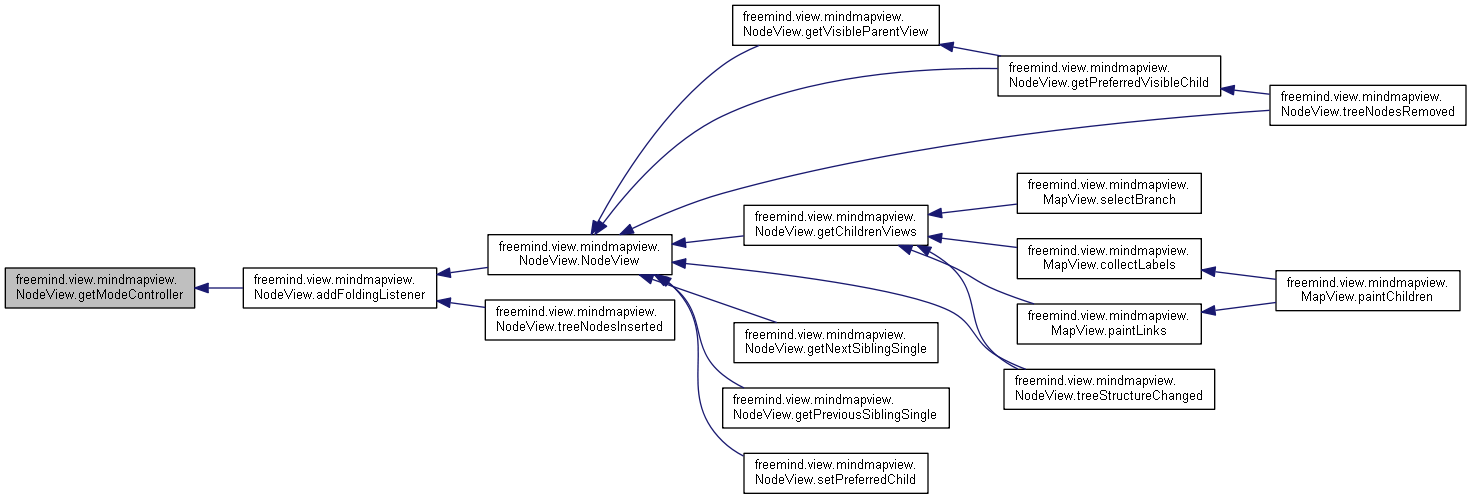 freemind.view.mindmapview.
NodeView.getModeController
freemind.view.mindmapview.
NodeView.addFoldingListener
freemind.view.mindmapview.
NodeView.NodeView
freemind.view.mindmapview.
NodeView.treeNodesInserted
freemind.view.mindmapview.
NodeView.getVisibleParentView
freemind.view.mindmapview.
NodeView.getPreferredVisibleChild
freemind.view.mindmapview.
NodeView.treeNodesRemoved
freemind.view.mindmapview.
NodeView.getChildrenViews
freemind.view.mindmapview.
MapView.selectBranch
freemind.view.mindmapview.
MapView.collectLabels
freemind.view.mindmapview.
MapView.paintChildren
freemind.view.mindmapview.
MapView.paintLinks
freemind.view.mindmapview.
NodeView.treeStructureChanged
freemind.view.mindmapview.
NodeView.getNextSiblingSingle
freemind.view.mindmapview.
NodeView.getPreviousSiblingSingle
freemind.view.mindmapview.
NodeView.setPreferredChild